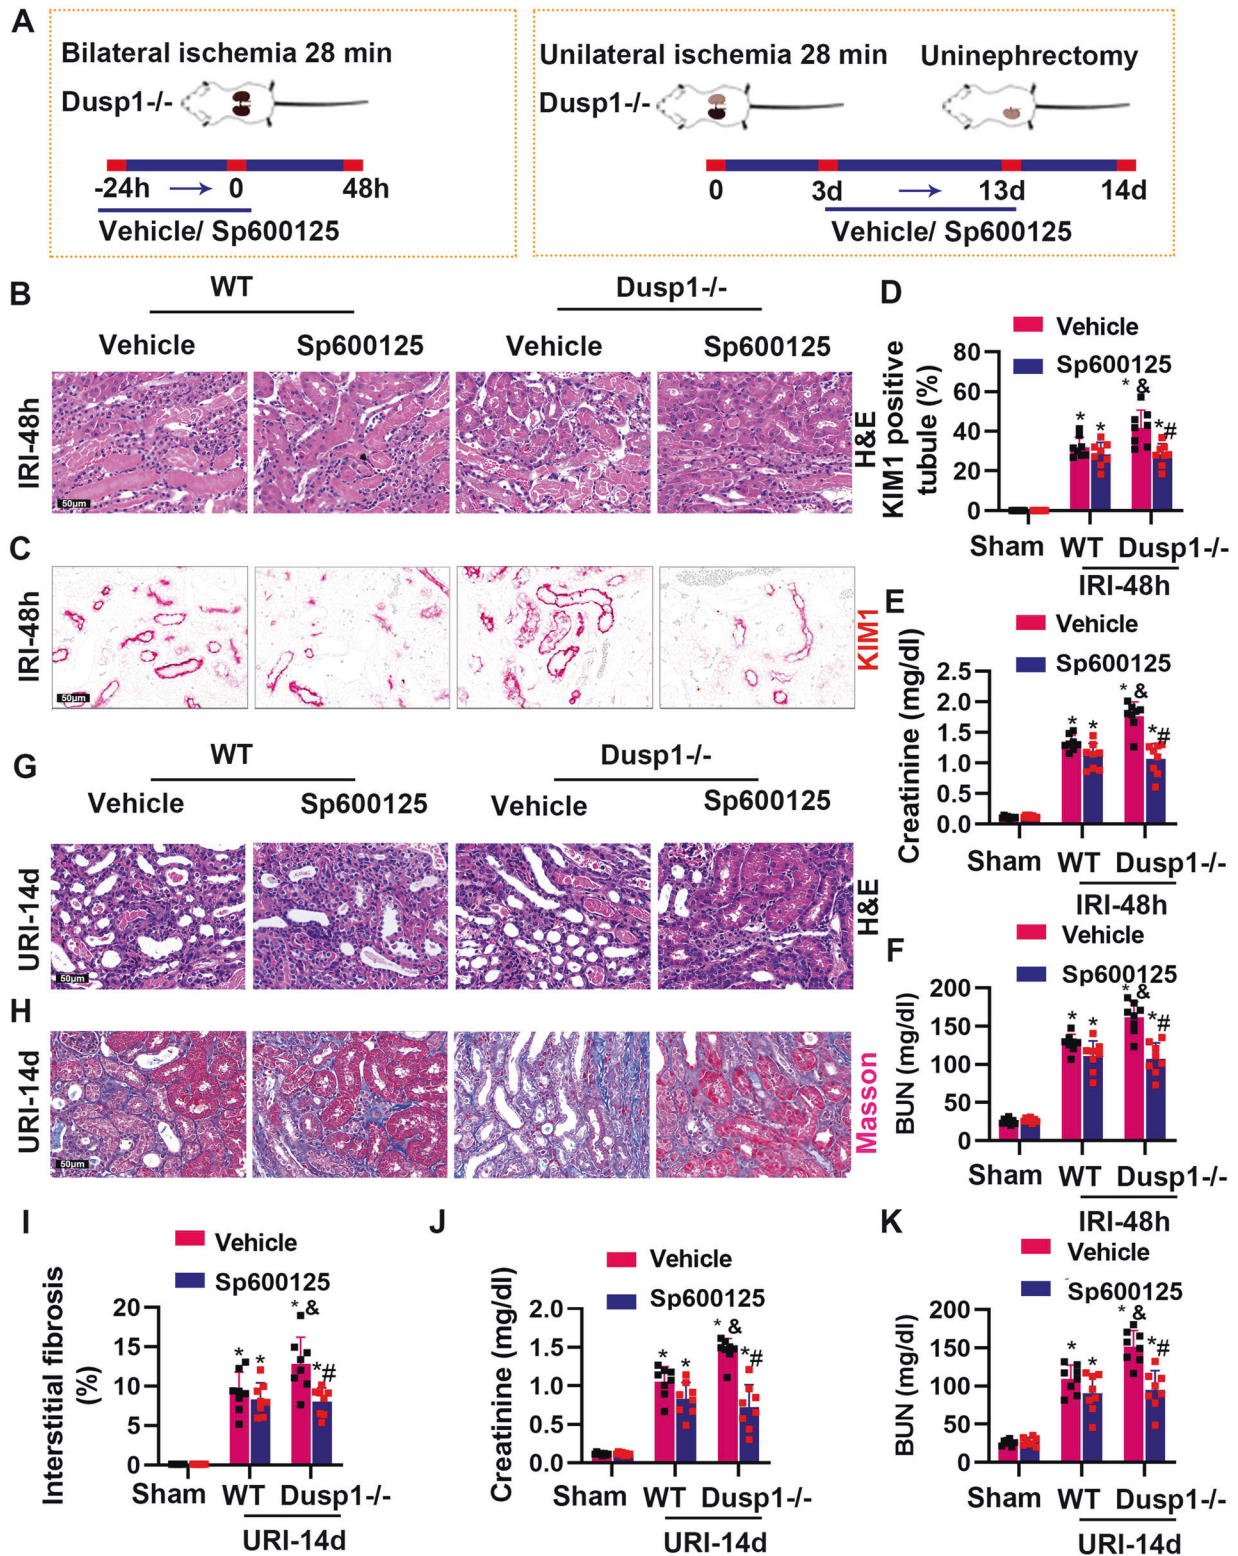 A
Bilateral ischemia 28 min
Dusp1-/-
-24h
0
48h
Vehicle/ Sp600125
Unilateral ischemia 28 min
Uninephrectomy
Dusp1-/-
0
3d
13d
14d
Vehicle/ Sp600125
B
WT
Dusp1-/-
Vehicle
Sp600125
Vehicle
Sp600125
IRI-48h
50μm
H&E
C
IRI-48h
50μm
KIM1
D
Vehicle
Sp600125
KIM1 positive
tubule (%)
80
60
40
20
0
*
*
* &
*#
Sham
WT
Dusp1-/-
IRI-48h
E
Vehicle
Sp600125
Creatinine (mg/dl)
2.5
2.0
1.5
1.0
0.5
0.0
*
*
* &
*#
Sham
WT
Dusp1-/-
IRI-48h
F
Vehicle
Sp600125
BUN (mg/dl)
200
150
100
50
0
*
*
* &
*#
Sham
WT
Dusp1-/-
IRI-48h
G
WT
Dusp1-/-
Vehicle
Sp600125
Vehicle
Sp600125
URI-14d
50μm
H&E
H
URI-14d
50μm
Masson
I
Vehicle
Sp600125
Interstitial fibrosis
(%)
20
15
10
5
0
*
*
* &
*#
Sham
WT
Dusp1-/-
URI-14d
J
Vehicle
Sp600125
Creatinine (mg/dl)
2.0
1.5
1.0
0.5
0.0
*
*
* &
*#
Sham
WT
Dusp1-/-
URI-14d
K
Vehicle
Sp600125
BUN (mg/dl)
200
150
100
50
0
*
*
* &
*#
Sham
WT
Dusp1-/-
URI-14d